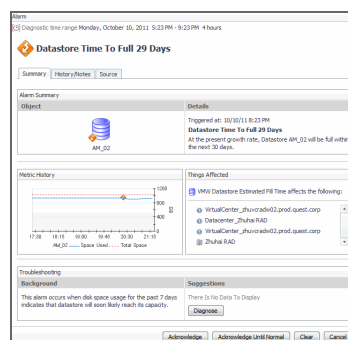 Alarm
Diagnostic time range Monday, October 10, 2011 5:23 PM - 9:23 PM 4 hours
Datastore Time To Full 29 Days
Summary History/Notes Source
Alarm Summary
Object
AM_02
Details
Triggered at: 10/10/11 8:23 PM
Datastore Time To Full 29 Days
At the present growth rate, Datastore AM_02 will be full within
the next 30 days.
Metric History
1200
800
400
0
GB
17:30 18:15 19:00 19:45 20:30 21:15
AM_02 Space Used Total Space
Things Affected
VMW Datastore Estimated Fill Time affects the following:
VirtualCenter_zhuvcradw02.prod.quest.corp
Datacenter_Zhuhai RAD
VirtualCenter_zhuvcradw02.prod.quest.corp
Zhuhai RAD
Troubleshooting
Background
This alarm occurs when disk space usage for the past 7 days
indicates that datastore will soon likely reach its capacity.
Suggestions
There Is No Data To Display
Diagnose
Acknowledge Acknowledge Until Normal Clear Cancel